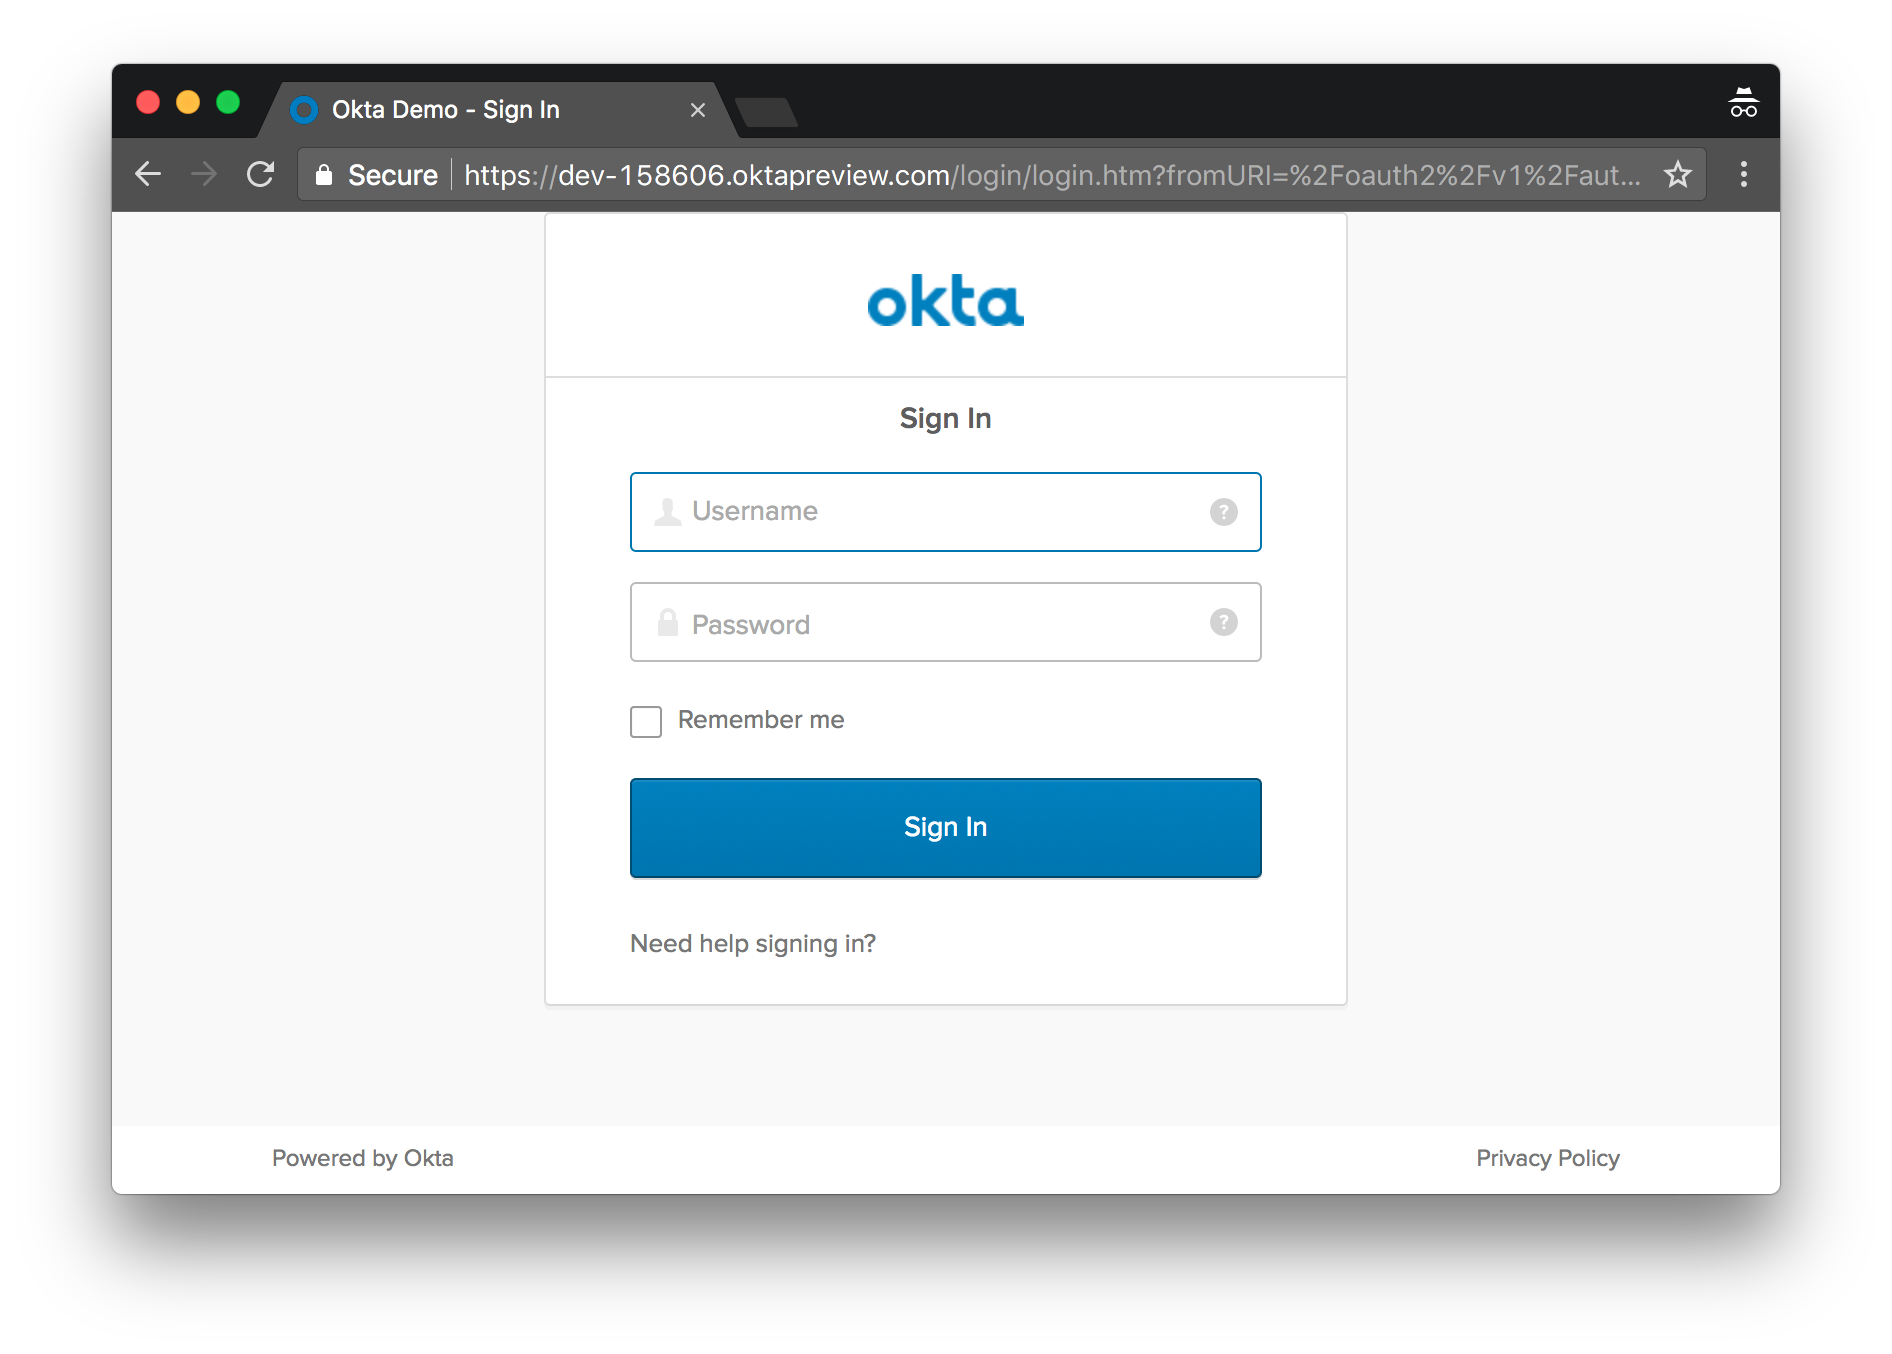 Okta Demo - Sign In
Secure https://dev-158606.oktapreview.com/login/login.htm?fromURI=%2Foauth2%2Fv1%2Faut...
okta
Sign In
Username ?
Password ?
Remember me
Sign In
Need help signing in?
Powered by Okta Privacy Policy